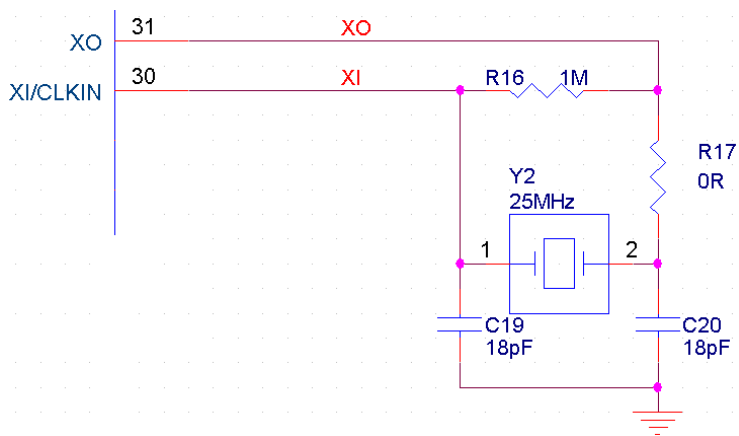 XO 31 XO
XI/CLKIN 30 XI R16 1M
R17
0R
Y2
25MHz
1 2
C19 C20
18pF 18pF